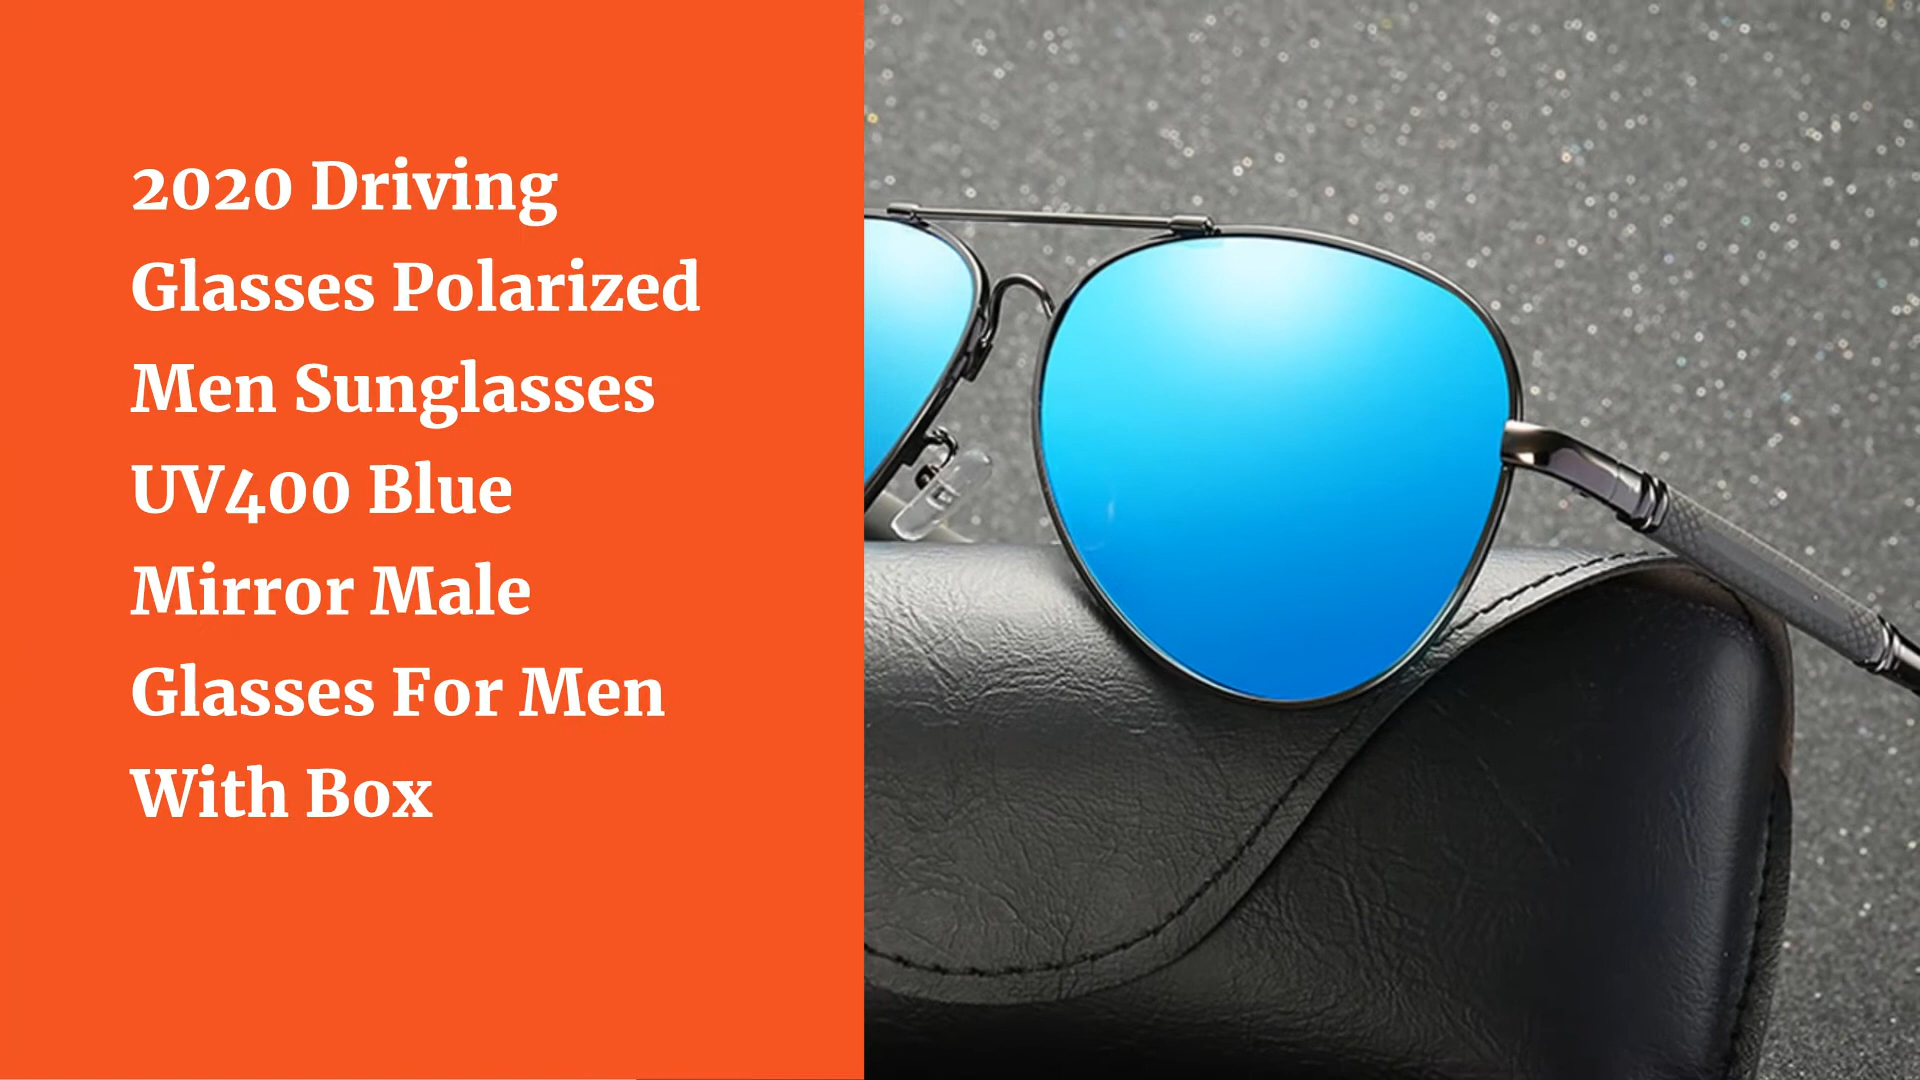 2020 Driving
Glasses Polarized
Men Sunglasses
UV400 Blue
Mirror Male
Glasses For Men
With Box